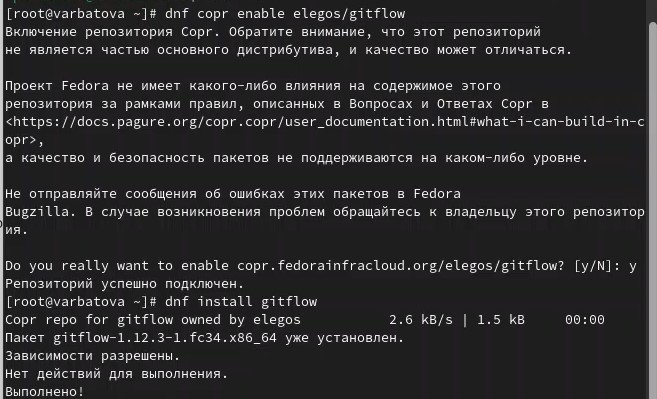 [root@varbatova ~]# dnf copr enable elegos/gitflow
Включение репозитория Copr. Обратите внимание, что этот репозиторий
не является частью основного дистрибутива, и качество может отличаться.
Проект Fedora не имеет какого-либо влияния на содержимое этого
репозитория за рамками правил, описанных в Вопросах и Ответах Copr в
<https://docs.pagure.org/copr.copr/user_documentation.html#what-i-can-build-in-c
opr>,
а качество и безопасность пакетов не поддерживаются на каком-либо уровне.
Не отправляйте сообщения об ошибках этих пакетов в Fedora
Bugzilla. В случае возникновения проблем обращайтесь к владельцу этого репозитор
ия.
Do you really want to enable copr.fedorainfracloud.org/elegos/gitflow? [y/N]: y
Репозиторий успешно подключен.
[root@varbatova ~]# dnf install gitflow
Copr repo for gitflow owned by elegos 2.6 kB/s | 1.5 kB 00:00
Пакет gitflow-1.12.3-1.fc34.x86_64 уже установлен.
Зависимости разрешены.
Нет действий для выполнения.
Выполнено!